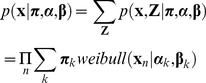 p(x|π,α,β) = ∑_Z p(x,Z|π,α,β)
= ∏_n ∑_k π_k weibull(x_n|α_k,β_k)